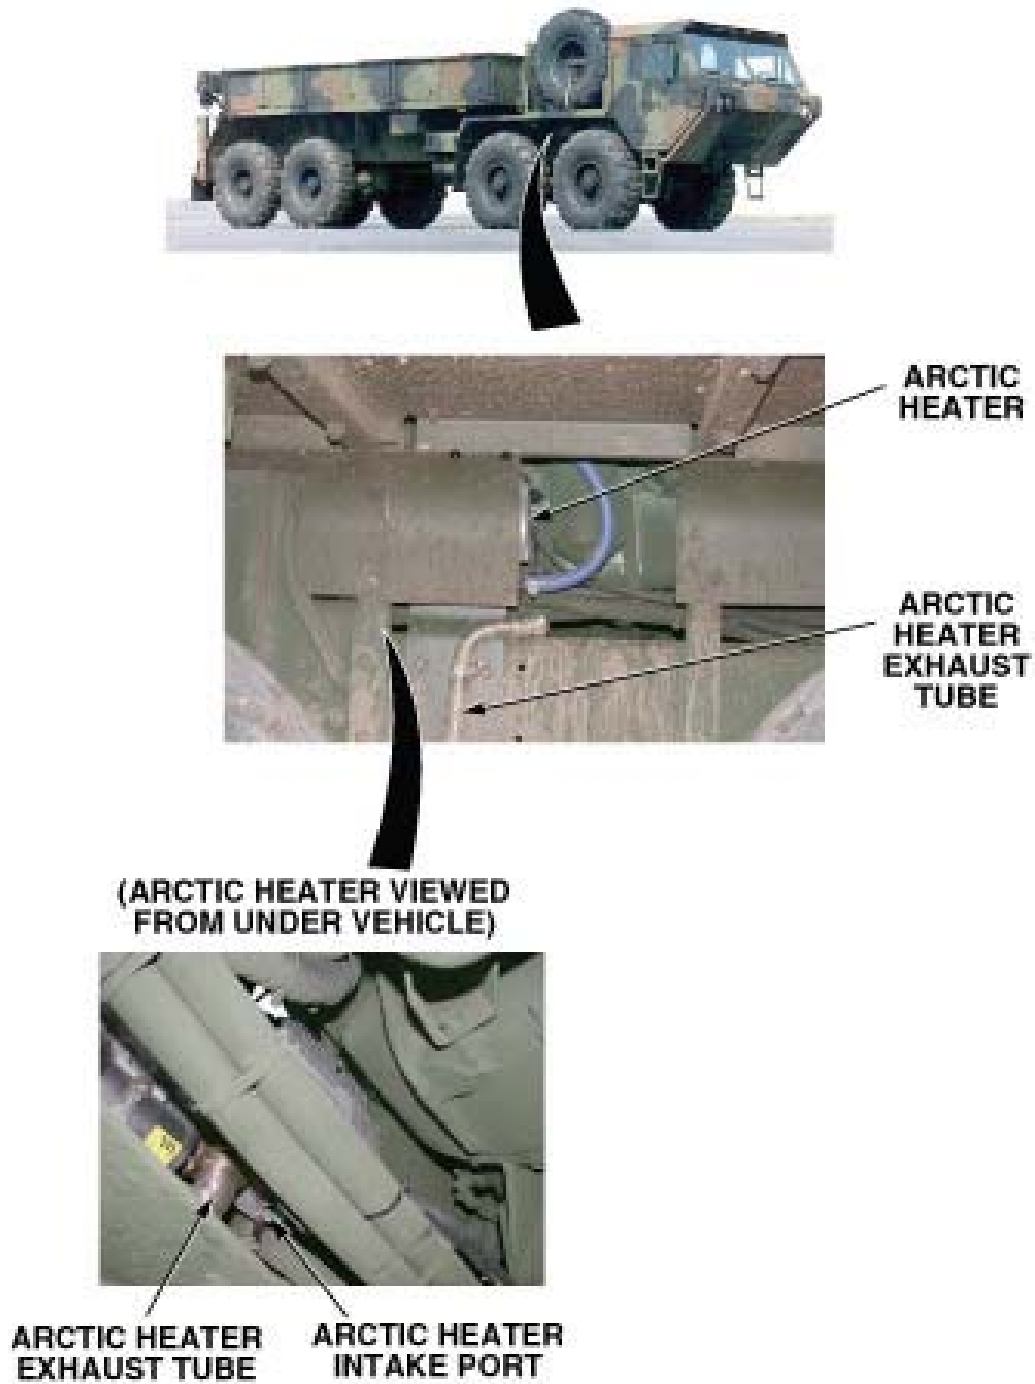 ARCTIC
HEATER
ARCTIC
HEATER
EXHAUST
TUBE
(ARCTIC HEATER VIEWED
FROM UNDER VEHICLE)
ARCTIC HEATER
EXHAUST TUBE
ARCTIC HEATER
INTAKE PORT